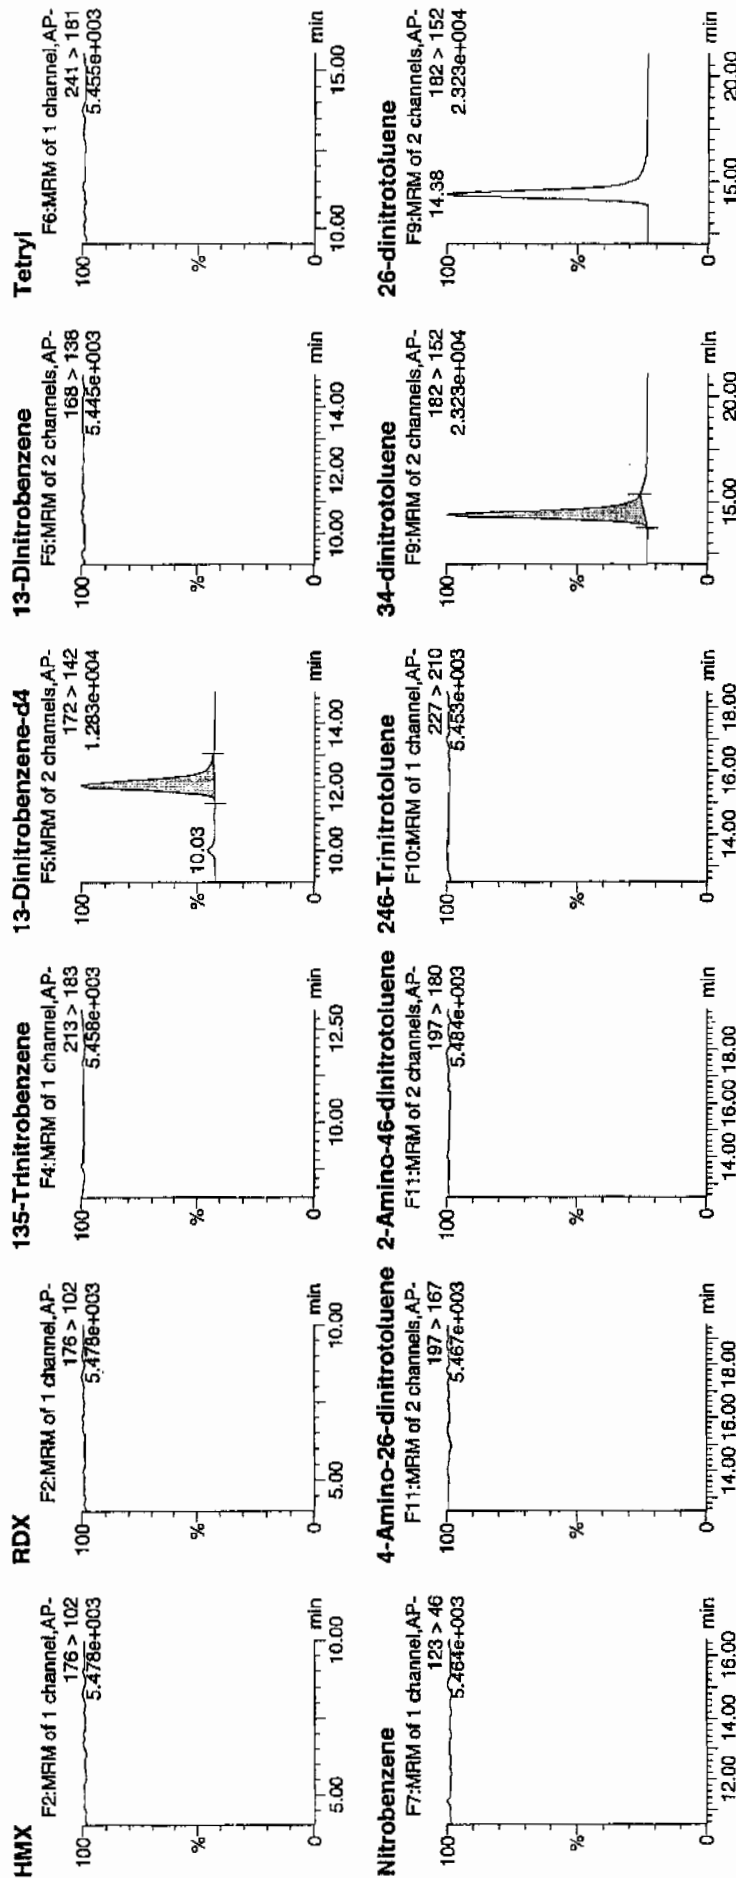 HMX
F2:MRM of 1 channel,AP-
176 > 102
5.478e+003
100
%
0
5.00
10.00
min
RDX
F2:MRM of 1 channel,AP-
176 > 102
5.478e+003
100
%
0
5.00
10.00
min
135-Trinitrobenzene
F4:MRM of 1 channel,AP-
213 > 183
5.458e+003
100
%
0
10.00
12.50
min
13-Dinitrobenzene-d4
F5:MRM of 2 channels,AP-
172 > 142
1.283e+004
100
10.03
%
0
10.00
12.00
14.00
min
13-Dinitrobenzene
F5:MRM of 2 channels,AP-
168 > 138
5.445e+003
100
%
0
10.00
12.00
14.00
min
Tetryl
F6:MRM of 1 channel,AP-
241 > 181
5.455e+003
100
%
0
10.00
15.00
min
Nitrobenzene
F7:MRM of 1 channel,AP-
123 > 46
5.464e+003
100
%
0
12.00
14.00
16.00
min
4-Amino-26-dinitrotoluene
F11:MRM of 2 channels,AP-
197 > 167
5.467e+003
100
%
0
14.00
16.00
18.00
min
2-Amino-46-dinitrotoluene
F11:MRM of 2 channels,AP-
197 > 180
5.484e+003
100
%
0
14.00
16.00
18.00
min
246-Trinitrotoluene
F10:MRM of 1 channel,AP-
227 > 210
5.453e+003
100
%
0
14.00
16.00
18.00
min
34-dinitrotoluene
F9:MRM of 2 channels,AP-
182 > 152
2.323e+004
100
%
0
15.00
20.00
min
26-dinitrotoluene
F9:MRM of 2 channels,AP-
14.38
182 > 152
2.323e+004
100
%
0
15.00
20.00
min